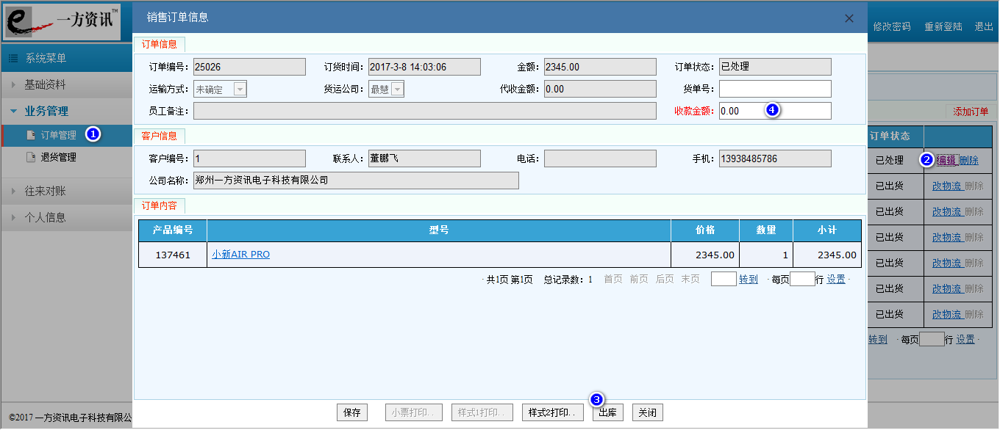 一方资讯™
销售订单信息
×
修改密码 重新登陆 退出
系统菜单
基础资料
业务管理
订单管理 1
退货管理
往来对账
个人信息
©2017 一方资讯电子科技有限公
订单信息
订单编号: 25026 订货时间: 2017-3-8 14:03:06 金额: 2345.00 订单状态: 已处理
运输方式: 未确定 货运公司: 最慧 代收金额: 0.00 货单号:
员工备注: 收款金额: 0.00 4
客户信息
客户编号: 1 联系人: 董鹏飞 电话: 手机: 13938485786
公司名称: 郑州一方资讯电子科技有限公司
订单内容
产品编号 型号 价格 数量 小计
137461 小新AIR PRO 2345.00 1 2345.00
· 共1页 第1页 总记录数: 1 首页 前页 后页 末页 转到 · 每页 行 设置 ·
保存 小票打印.. 样式1打印.. 样式2打印.. 3 出库 关闭
添加订单
订单状态
已处理 2 编辑 删除
已出货 改物流 删除
已出货 改物流 删除
已出货 改物流 删除
已出货 改物流 删除
已出货 改物流 删除
已出货 改物流 删除
转到 · 每页 行 设置 ·